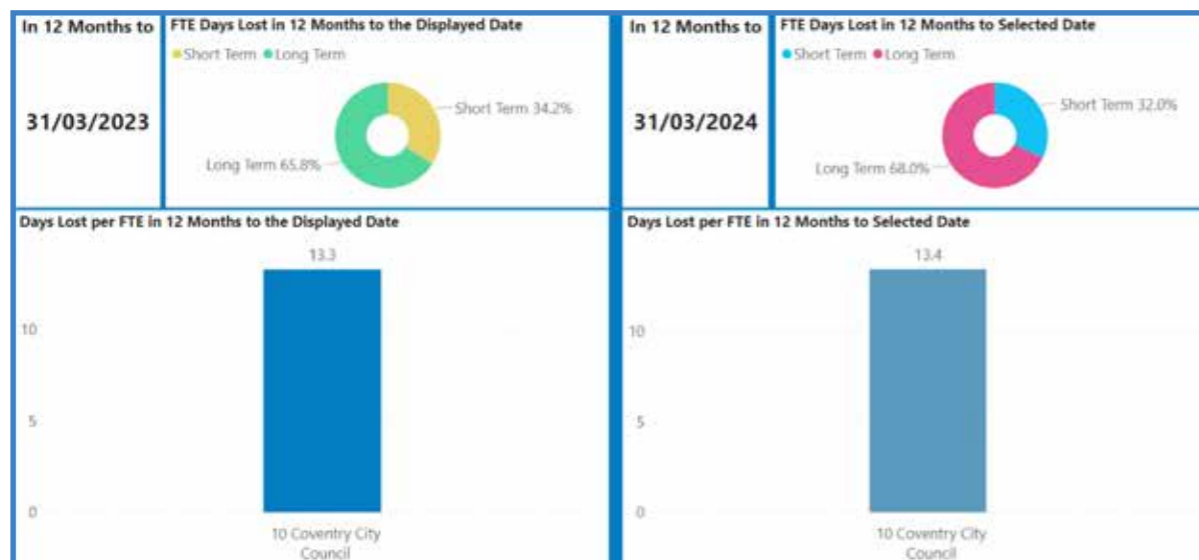 In 12 Months to
31/03/2023
FTE Days Lost in 12 Months to the Displayed Date
Short Term Long Term
Short Term 34.2%
Long Term 65.8%
In 12 Months to
31/03/2024
FTE Days Lost in 12 Months to Selected Date
Short Term Long Term
Short Term 32.0%
Long Term 68.0%
Days Lost per FTE in 12 Months to the Displayed Date
13.3
10
5
0
10 Coventry City
Council
Days Lost per FTE in 12 Months to Selected Date
13.4
10
5
0
10 Coventry City
Council